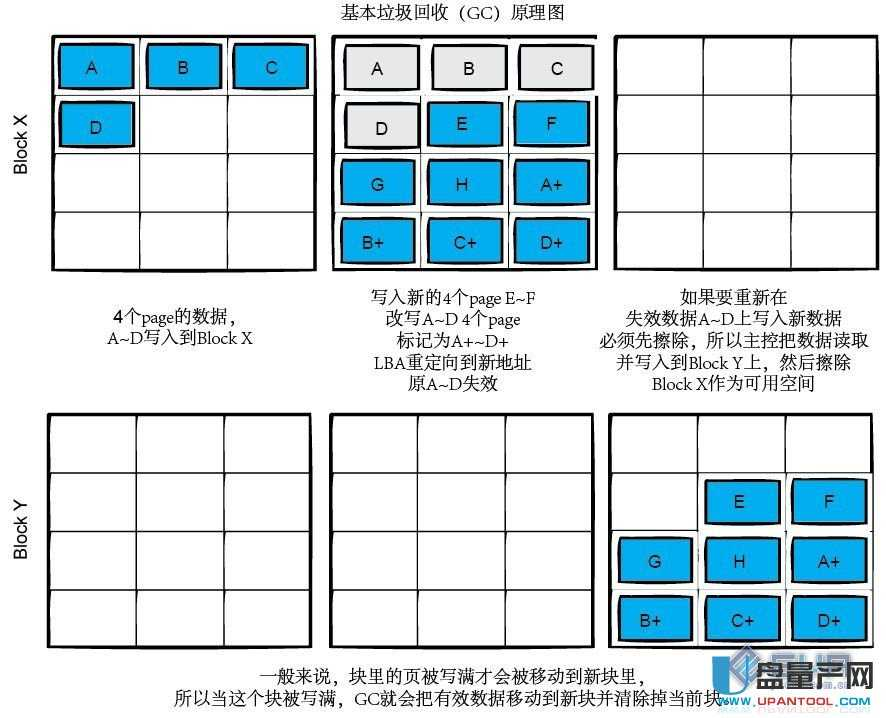 基本垃圾回收（GC）原理图
Block X
A B C
D
A B C
D E F
G H A+
B+ C+ D+
4个page的数据，
A~D写入到Block X
写入新的4个page E~F
改写A~D 4个page
标记为A+~D+
LBA重定向到新地址
原A~D失效
如果要重新在
失效数据A~D上写入新数据
必须先擦除，所以主控把数据读取
并写入到Block Y上，然后擦除
Block X作为可用空间
Block Y
E F
G H A+
B+ C+ D+
一般来说，块里的页被写满才会被移动到新块里，
所以当这个块被写满，GC就会把有效数据移动到新块并清除掉当前块
U盘量产网
WWW.UPANTOOL.COM